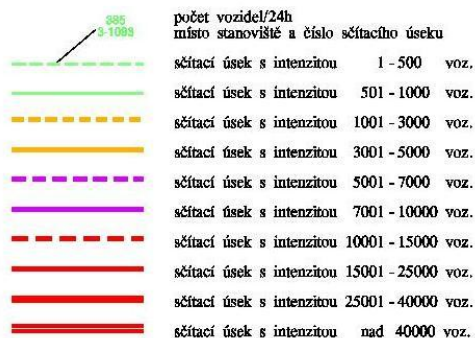 385
3-1093
počet vozidel/24h
místo stanoviště a číslo sčítacího úseku
sčítací úsek s intenzitou 1 - 500 voz.
sčítací úsek s intenzitou 501 - 1000 voz.
sčítací úsek s intenzitou 1001 - 3000 voz.
sčítací úsek s intenzitou 3001 - 5000 voz.
sčítací úsek s intenzitou 5001 - 7000 voz.
sčítací úsek s intenzitou 7001 - 10000 voz.
sčítací úsek s intenzitou 10001 - 15000 voz.
sčítací úsek s intenzitou 15001 - 25000 voz.
sčítací úsek s intenzitou 25001 - 40000 voz.
sčítací úsek s intenzitou nad 40000 voz.